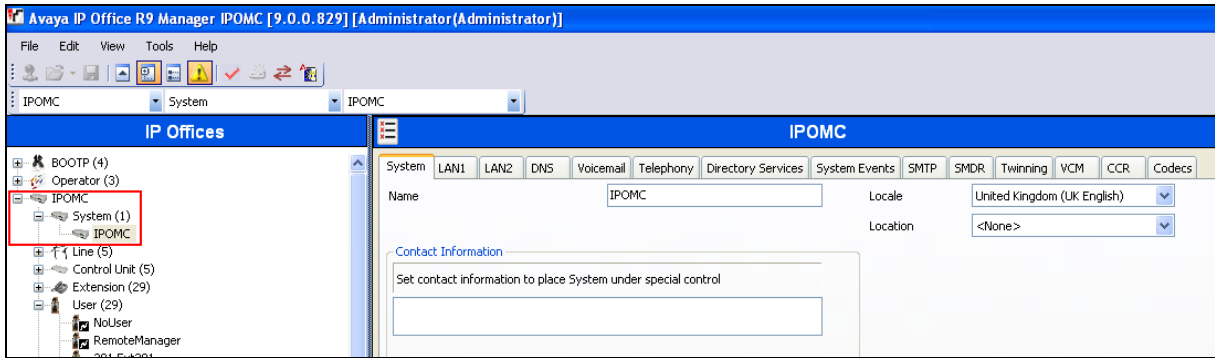 Avaya IP Office R9 Manager IPOMC [9.0.0.829] [Administrator(Administrator)]
File Edit View Tools Help
IPOMC System IPOMC
IP Offices
IPOMC
BOOTP (4)
Operator (3)
IPOMC
System (1)
IPOMC
Line (5)
Control Unit (5)
Extension (29)
User (29)
NoUser
RemoteManager
201 Ext201
System LAN1 LAN2 DNS Voicemail Telephony Directory Services System Events SMTP SMDR Twinning VCM CCR Codecs
Name IPOMC Locale United Kingdom (UK English)
Location <None>
Contact Information
Set contact information to place System under special control